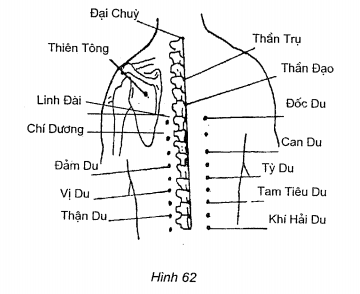 Đại Chuỳ
Thiên Tông
Thần Trụ
Thần Đạo
Linh Đài
Đốc Du
Chí Dương
Can Du
Đảm Du
Tỳ Du
Vị Du
Tam Tiêu Du
Thận Du
Khí Hải Du
Hình 62